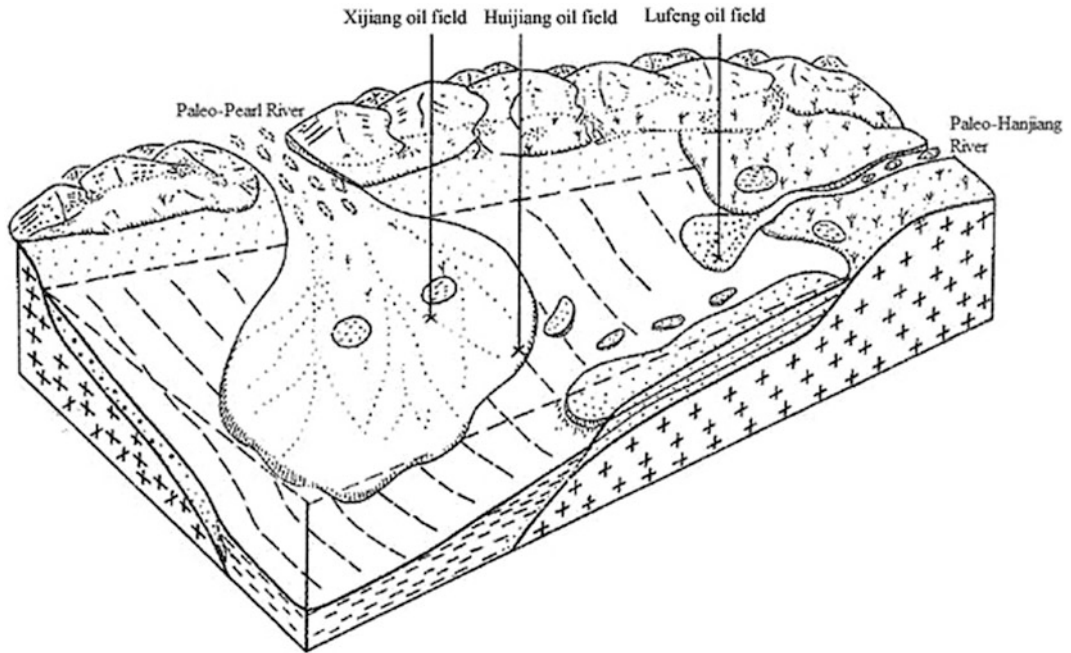 Xijiang oil field
Huijiang oil field
Lufeng oil field
Paleo-Pearl River
Paleo-Hanjiang
River